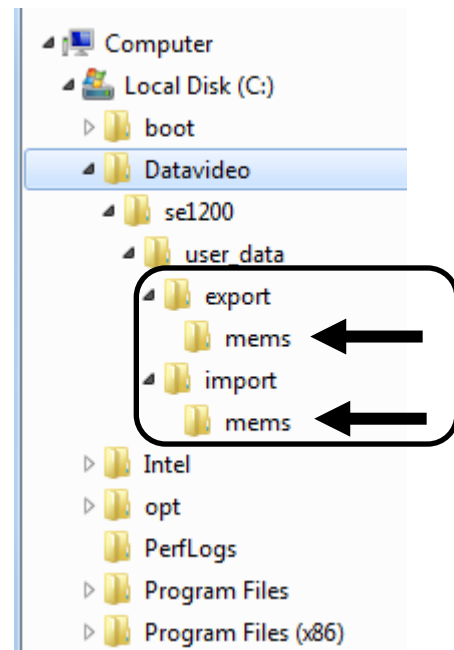 Computer
Local Disk (C:)
boot
Datavideo
se1200
user_data
export
mems
import
mems
Intel
opt
PerfLogs
Program Files
Program Files (x86)